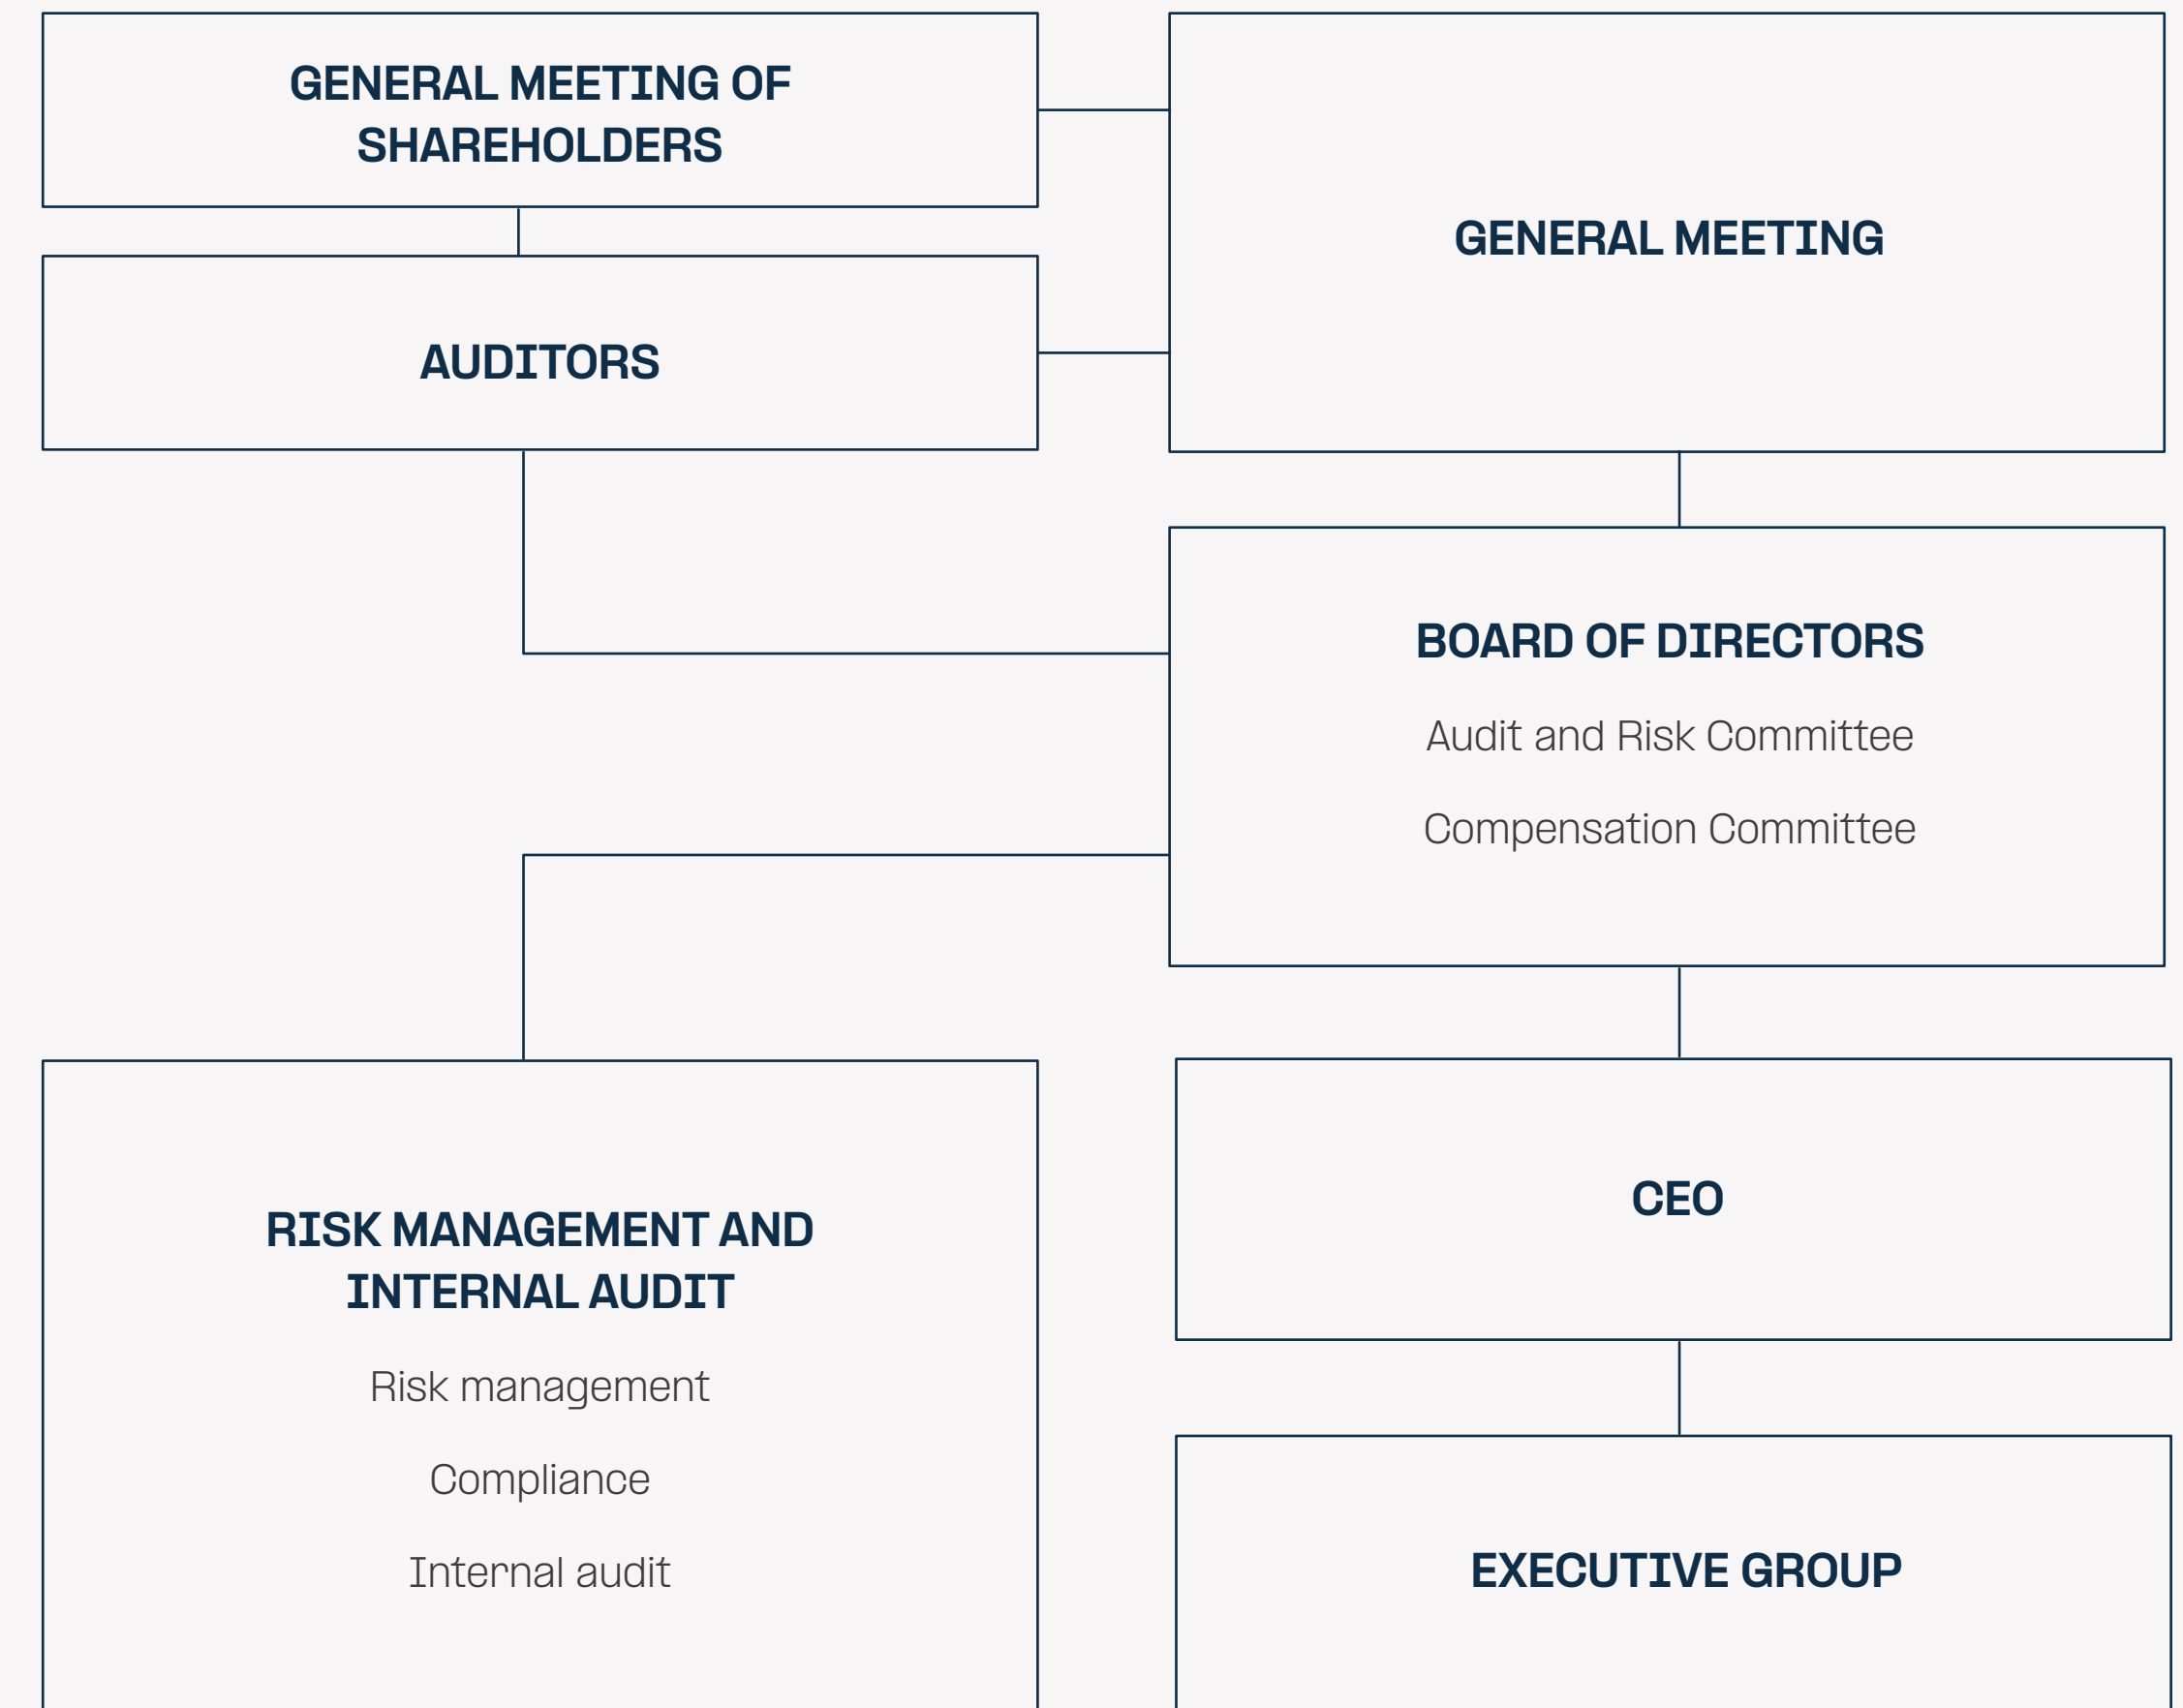 GENERAL MEETING OF
SHAREHOLDERS
GENERAL MEETING
AUDITORS
BOARD OF DIRECTORS
Audit and Risk Committee
Compensation Committee
RISK MANAGEMENT AND
INTERNAL AUDIT
Risk management
Compliance
Internal audit
CEO
EXECUTIVE GROUP